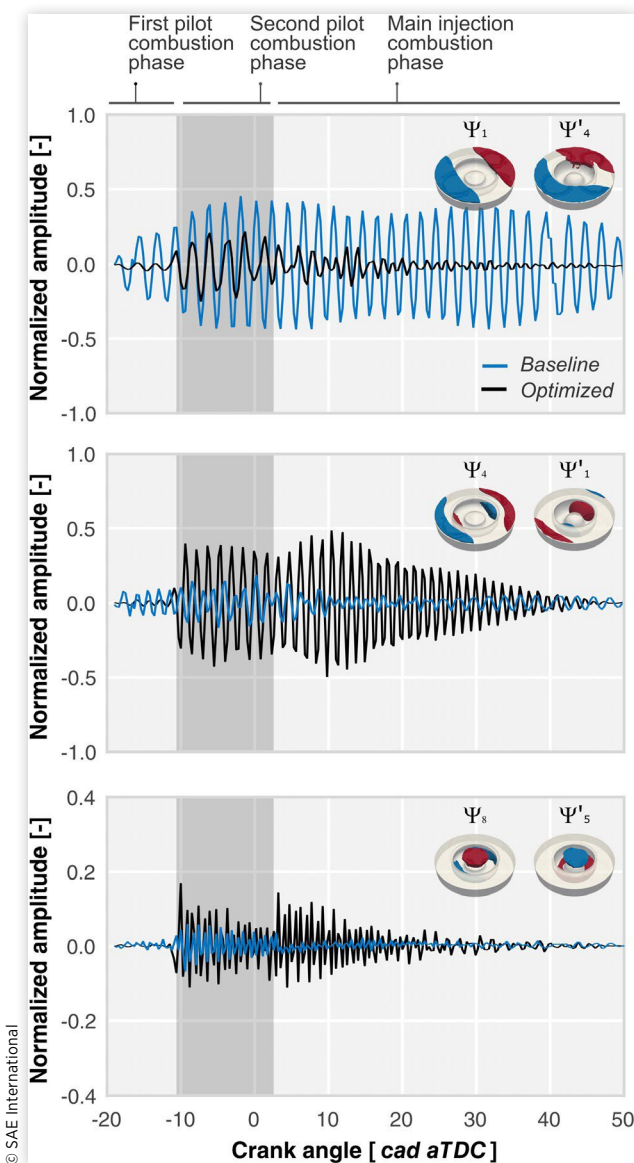 First pilot
combustion
phase
Second pilot
combustion
phase
Main injection
combustion
phase
1.0
0.5
0.0
-0.5
-1.0
Normalized amplitude [-]
Ψ1
Ψ'4
Baseline
Optimized
1.0
0.5
0.0
-0.5
-1.0
Normalized amplitude [-]
Ψ4
Ψ'1
0.4
0.2
0.0
-0.2
-0.4
Normalized amplitude [-]
Ψ8
Ψ'5
-20 -10 0 10 20 30 40 50
Crank angle [ cad aTDC ]
© SAE International